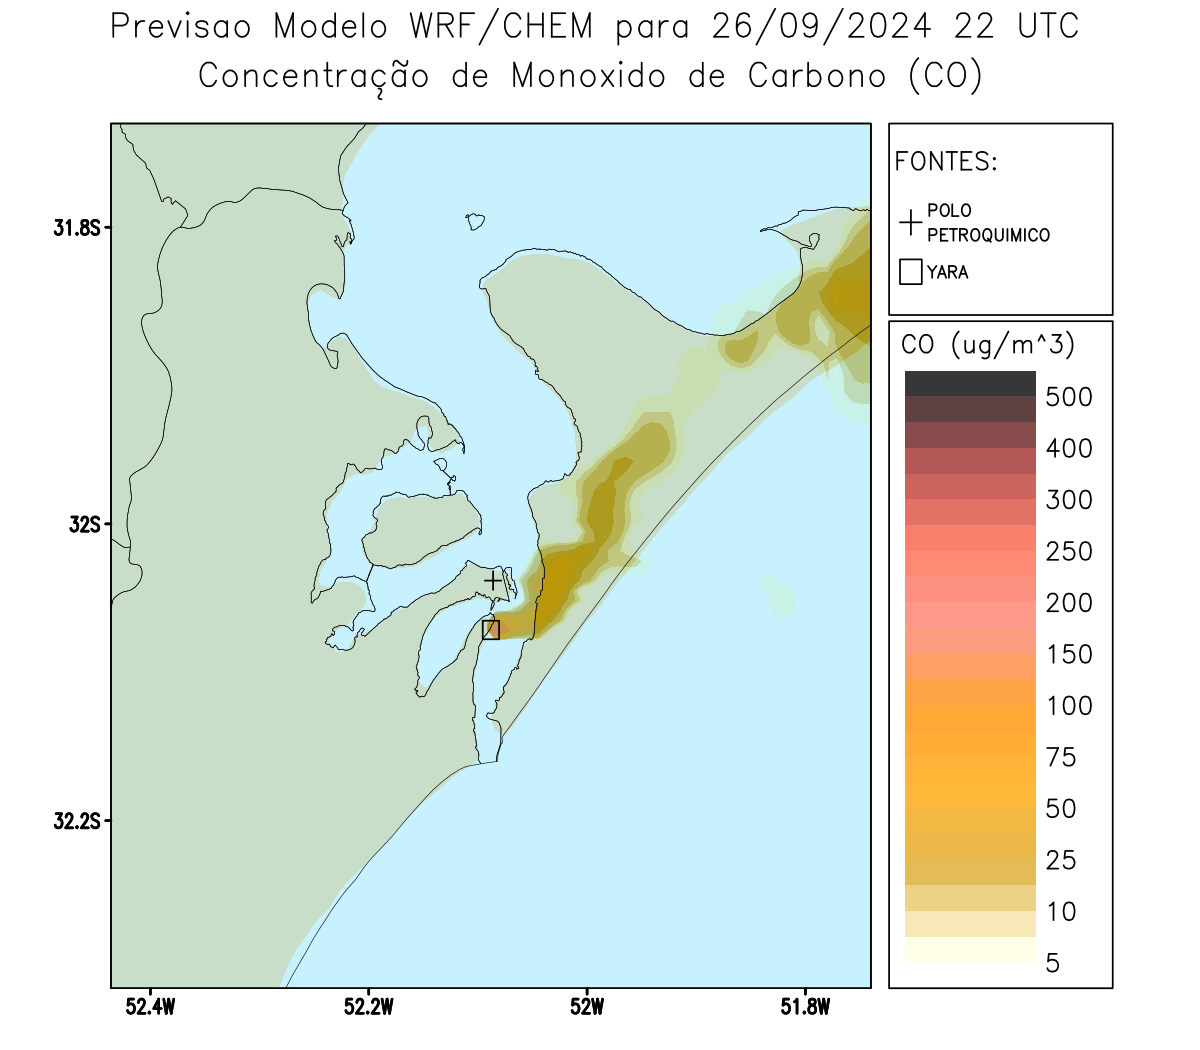 Previsao Modelo WRF/CHEM para 26/09/2024 22 UTC
Concentração de Monoxido de Carbono (CO)
FONTES:
POLO
PETROQUIMICO
YARA
CO (ug/m^3)
500
400
300
250
200
150
100
75
50
25
10
5
31.8S
32S
32.2S
52.4W
52.2W
52W
51.8W